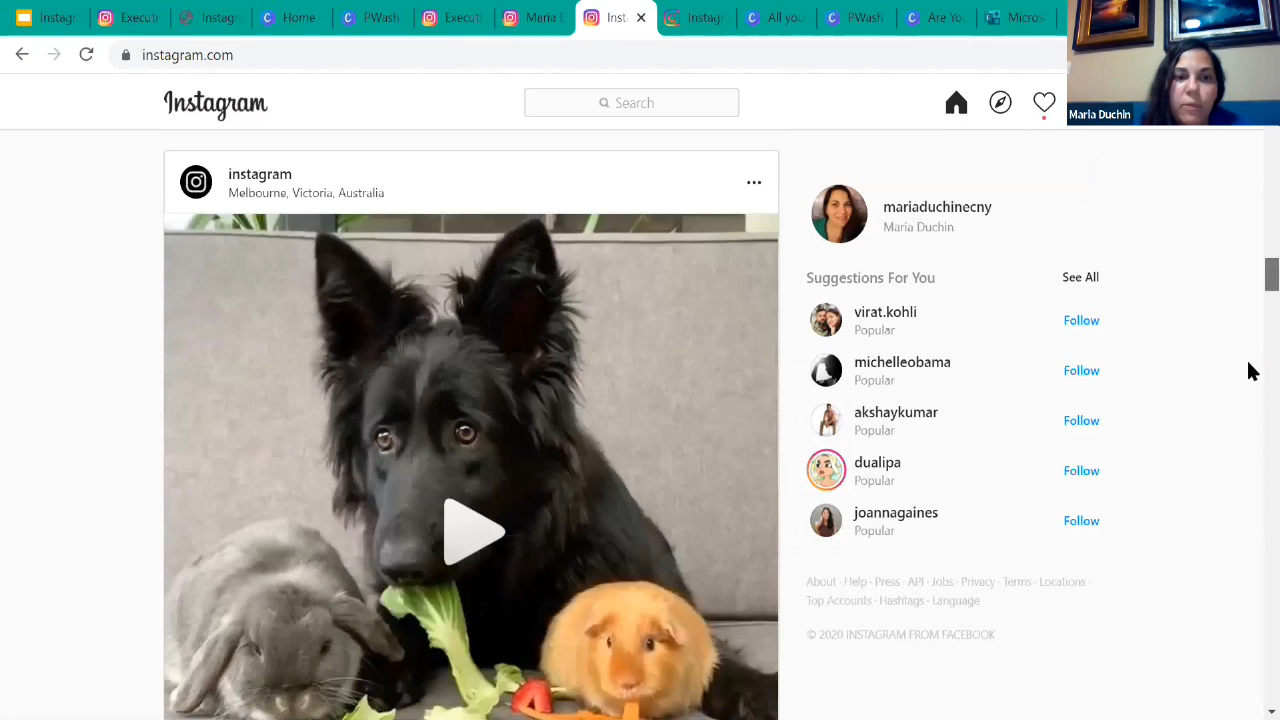 Instagr
Executi
Instagr
Home
PWash
Executi
Maria D
Inst
Instagr
All you
PWash
Are Yo
Micros
instagram.com
Instagram
Search
Maria Duchin
instagram
Melbourne, Victoria, Australia
mariaduchinecny
Maria Duchin
Suggestions For You See All
virat.kohli
Popular
Follow
michelleobama
Popular
Follow
akshaykumar
Popular
Follow
dualipa
Popular
Follow
joannagaines
Popular
Follow
About · Help · Press · API · Jobs · Privacy · Terms · Locations ·
Top Accounts · Hashtags · Language
© 2020 INSTAGRAM FROM FACEBOOK